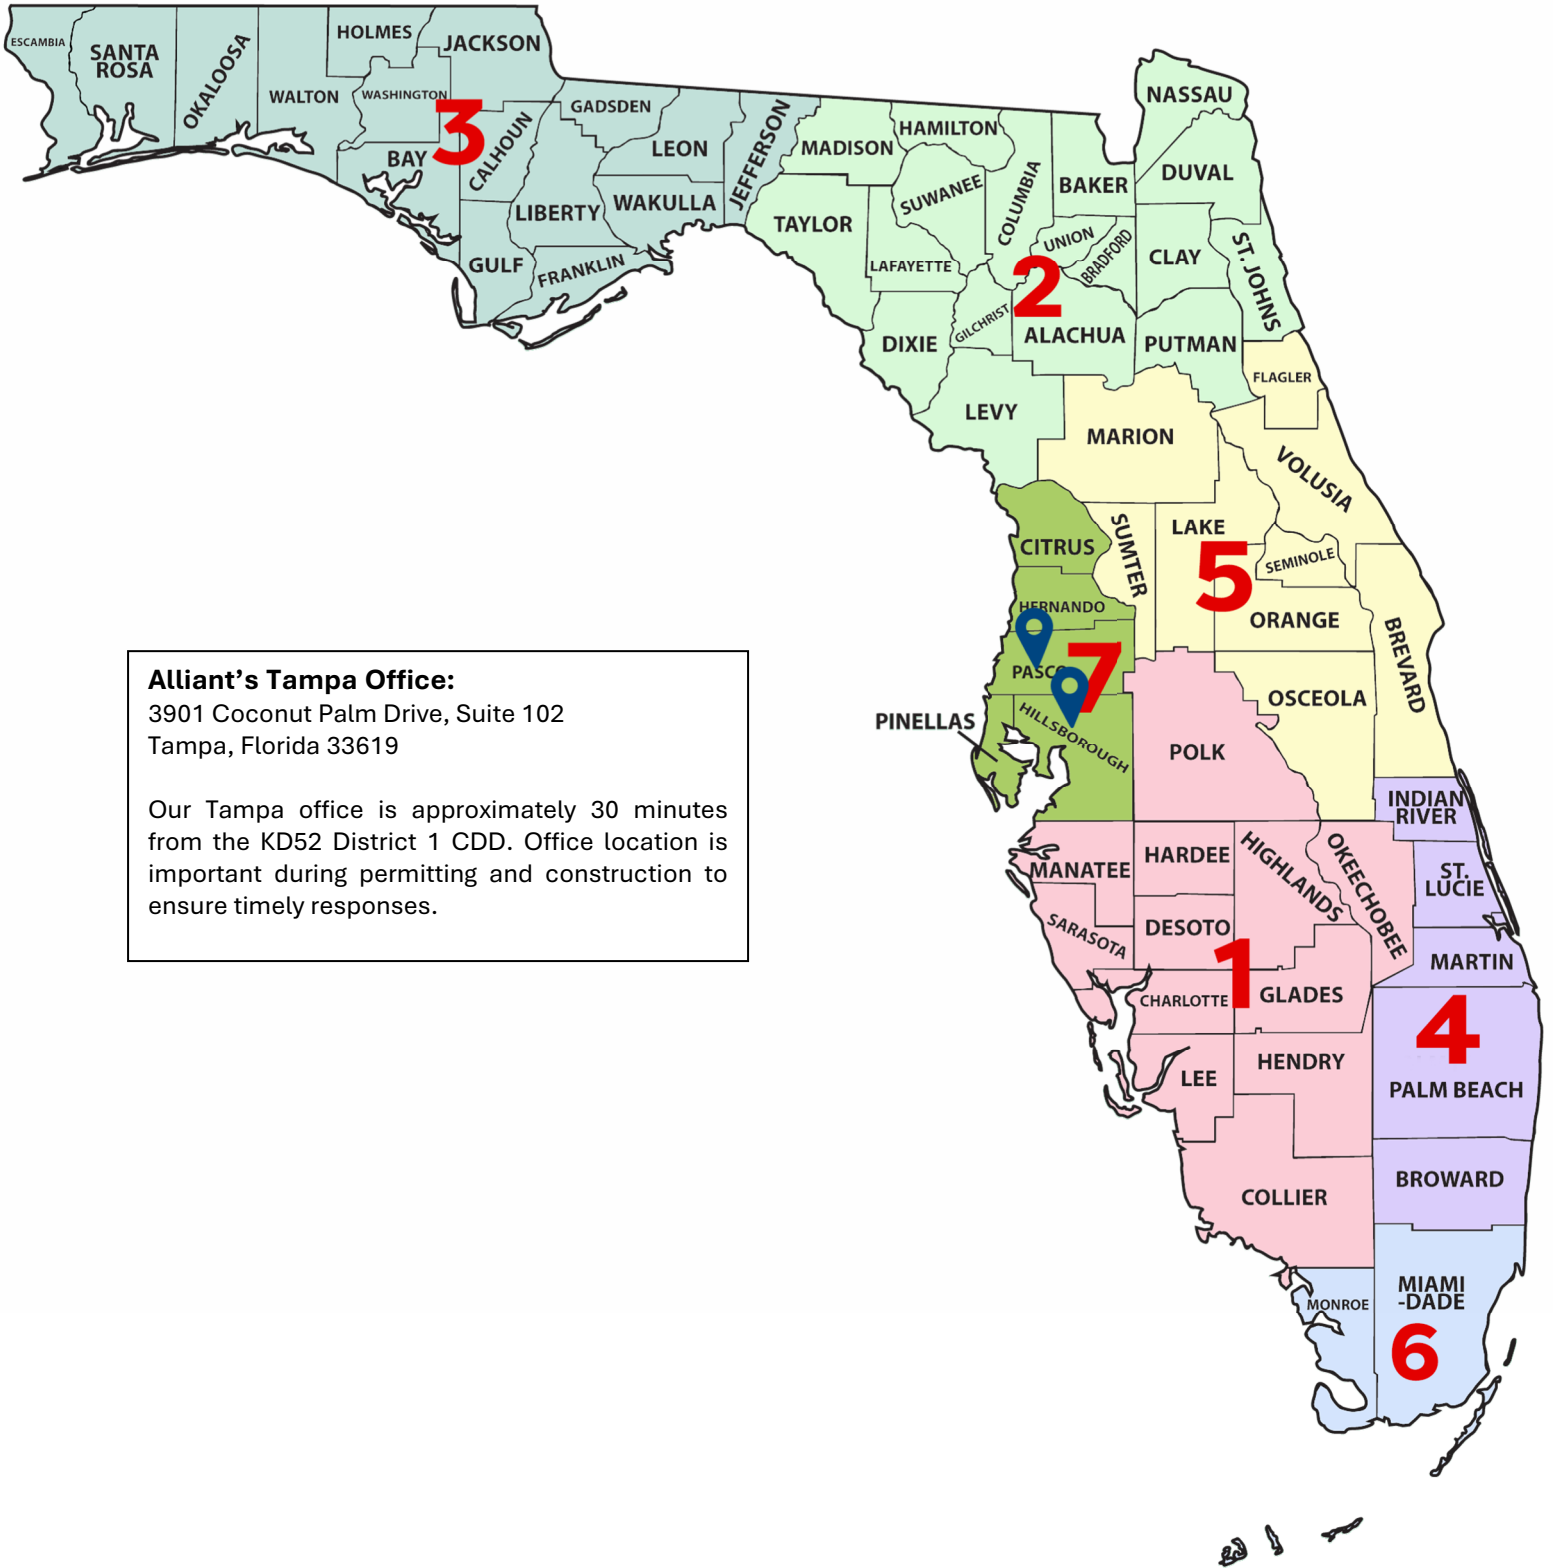 ESCAMBIA
SANTA
ROSA
OKALOOSA
WALTON
HOLMES
WASHINGTON
JACKSON
3
BAY
CALHOUN
GADSDEN
LEON
JEFFERSON
LIBERTY
WAKULLA
GULF
FRANKLIN
MADISON
HAMILTON
TAYLOR
SUWANEE
COLUMBIA
BAKER
NASSAU
DUVAL
UNION
BRADFORD
CLAY
ST. JOHNS
LAFAYETTE
2
GILCHRIST
DIXIE
ALACHUA
PUTMAN
FLAGLER
LEVY
MARION
VOLUSIA
CITRUS
SUMTER
LAKE
5
SEMINOLE
HERNANDO
ORANGE
BREVARD
PASCO
7
OSCEOLA
HILLSBOROUGH
PINELLAS
POLK
Alliant’s Tampa Office:
3901 Coconut Palm Drive, Suite 102
Tampa, Florida 33619
Our Tampa office is approximately 30 minutes
from the KD52 District 1 CDD. Office location is
important during permitting and construction to
ensure timely responses.
INDIAN
RIVER
MANATEE
HARDEE
HIGHLANDS
OKEECHOBEE
ST.
LUCIE
SARASOTA
DESOTO
1
MARTIN
CHARLOTTE
GLADES
4
LEE
HENDRY
PALM BEACH
COLLIER
BROWARD
MONROE
MIAMI
-DADE
6